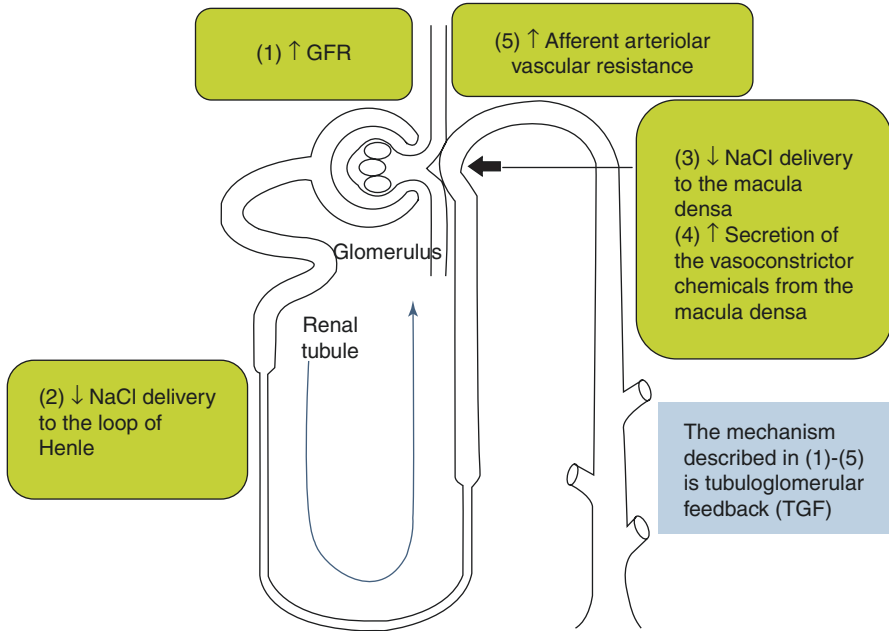 (1) ↑ GFR
(5) ↑ Afferent arteriolar
vascular resistance
(3) ↓ NaCl delivery
to the macula
densa
(4) ↑ Secretion of
the vasoconstrictor
chemicals from the
macula densa
Glomerulus
Renal
tubule
(2) ↓ NaCl delivery
to the loop of
Henle
The mechanism
described in (1)-(5)
is tubuloglomerular
feedback (TGF)